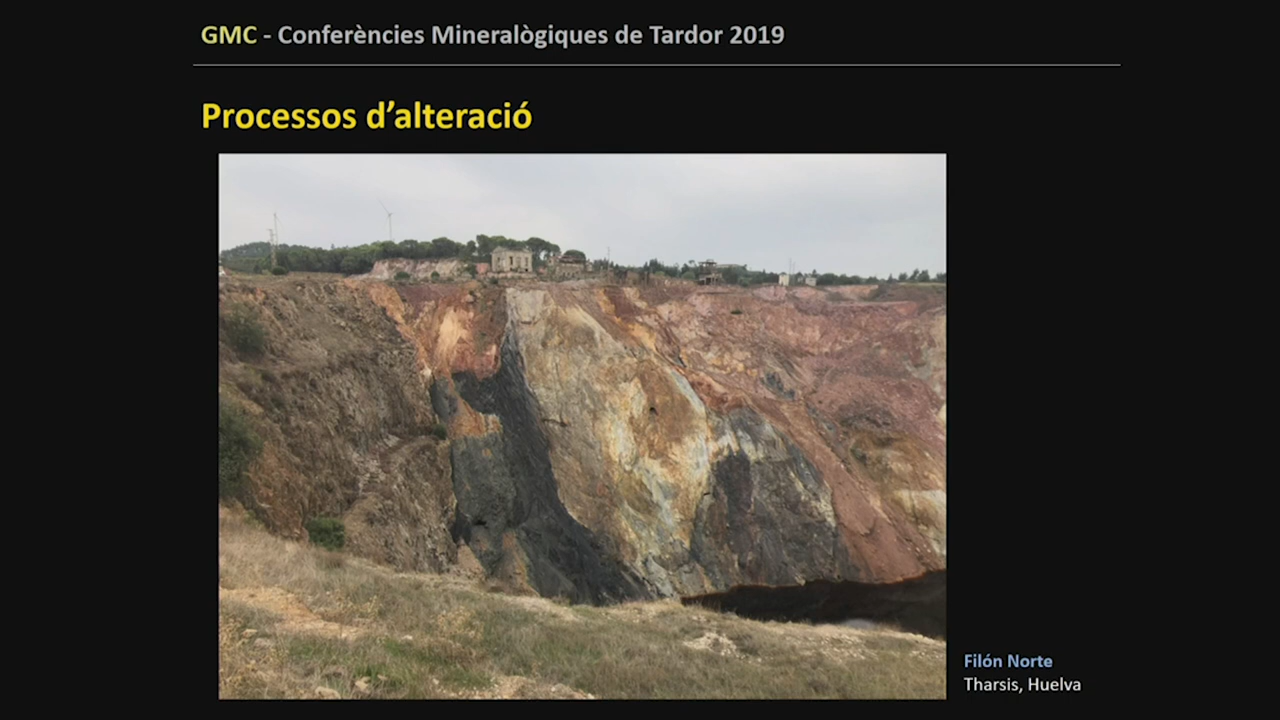 GMC - Conferències Mineralògiques de Tardor 2019
Processos d’alteració
Filón Norte
Tharsis, Huelva